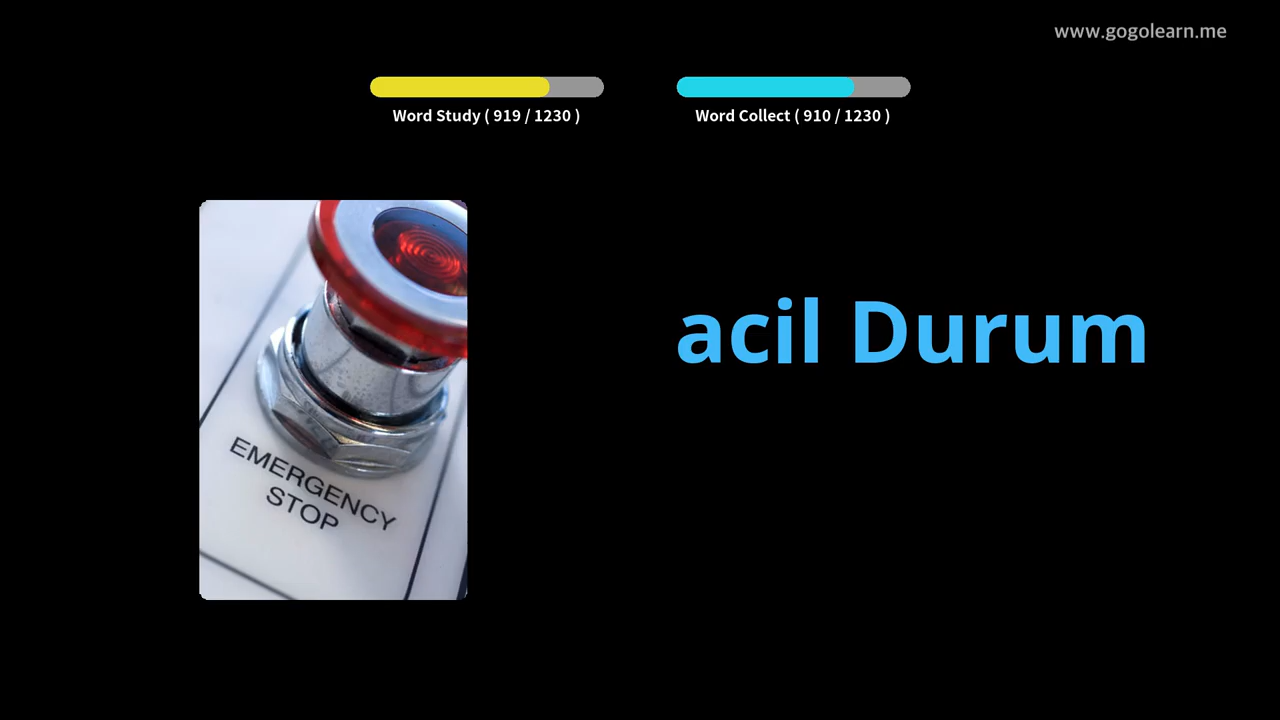 www.gogolearn.me
Word Study ( 919 / 1230 )
Word Collect ( 910 / 1230 )
acil Durum
EMERGENCY
STOP